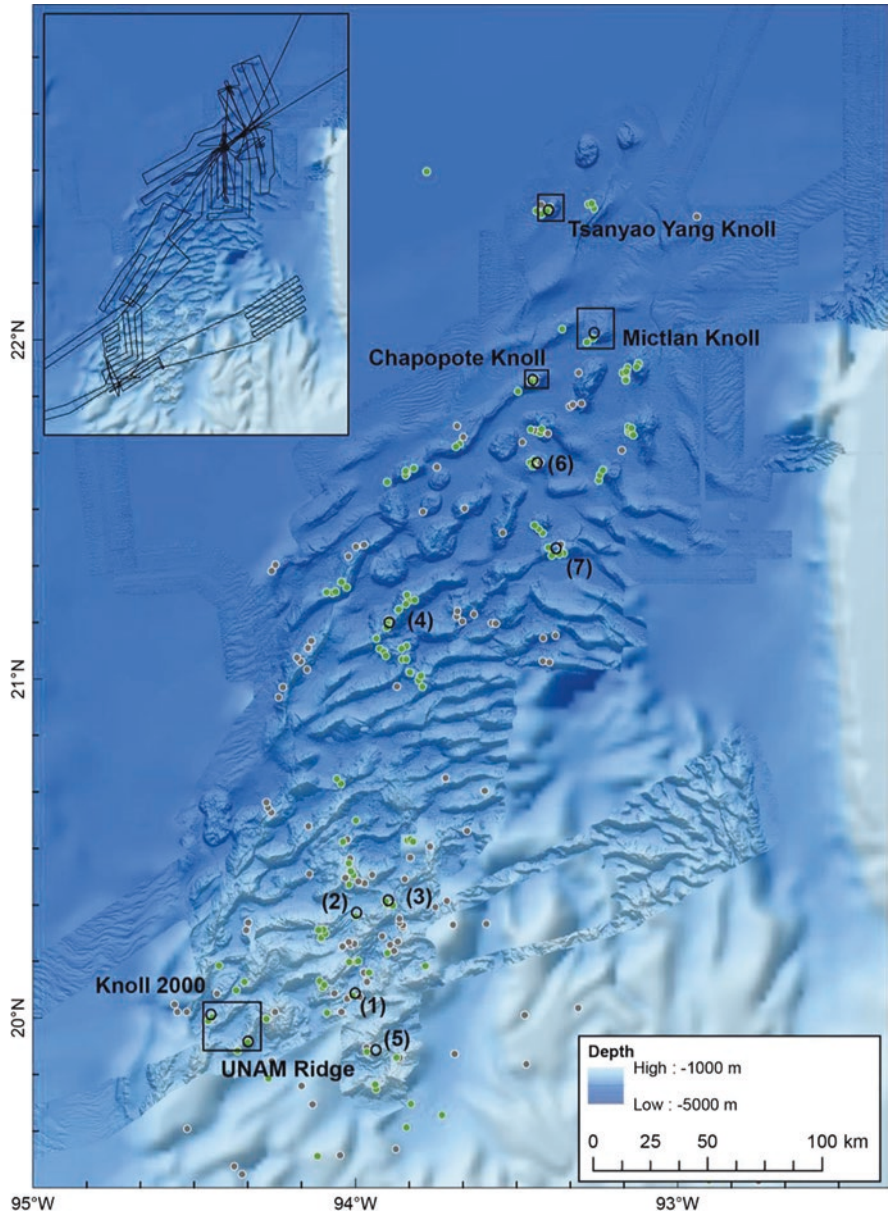 Tsanyao Yang Knoll
22°N
Mictlan Knoll
Chapopote Knoll
(6)
(7)
(4)
21°N
(2)
(3)
Knoll 2000
(1)
20°N
(5)
UNAM Ridge
Depth
High : -1000 m
Low : -5000 m
0 25 50 100 km
95°W 94°W 93°W